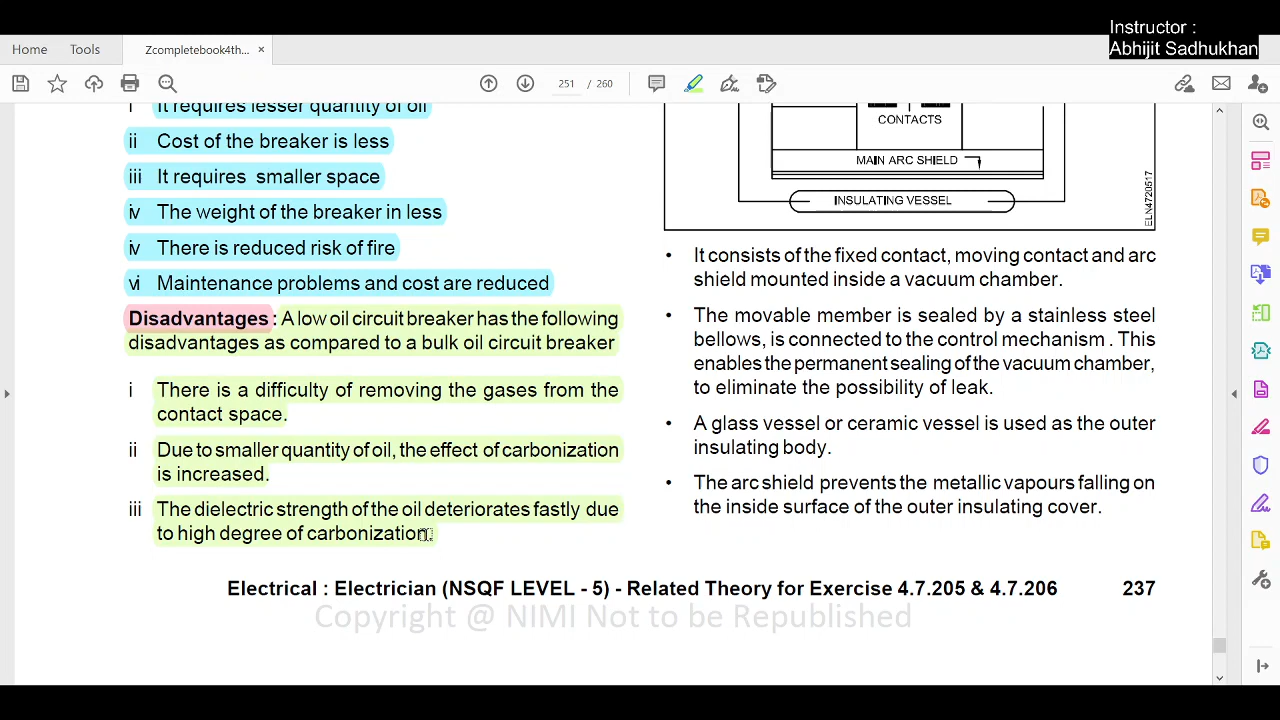 Instructor :
Abhijit Sadhukhan
Home Tools Zcompletebook4th... ×
251 / 260
i It requires lesser quantity of oil
ii Cost of the breaker is less
iii It requires smaller space
iv The weight of the breaker in less
iv There is reduced risk of fire
vi Maintenance problems and cost are reduced
Disadvantages : A low oil circuit breaker has the following
disadvantages as compared to a bulk oil circuit breaker
i There is a difficulty of removing the gases from the
contact space.
ii Due to smaller quantity of oil, the effect of carbonization
is increased.
iii The dielectric strength of the oil deteriorates fastly due
to high degree of carbonization.
CONTACTS
MAIN ARC SHIELD
INSULATING VESSEL
ELN4720517
• It consists of the fixed contact, moving contact and arc
shield mounted inside a vacuum chamber.
• The movable member is sealed by a stainless steel
bellows, is connected to the control mechanism . This
enables the permanent sealing of the vacuum chamber,
to eliminate the possibility of leak.
• A glass vessel or ceramic vessel is used as the outer
insulating body.
• The arc shield prevents the metallic vapours falling on
the inside surface of the outer insulating cover.
Electrical : Electrician (NSQF LEVEL - 5) - Related Theory for Exercise 4.7.205 & 4.7.206 237
Copyright @ NIMI Not to be Republished